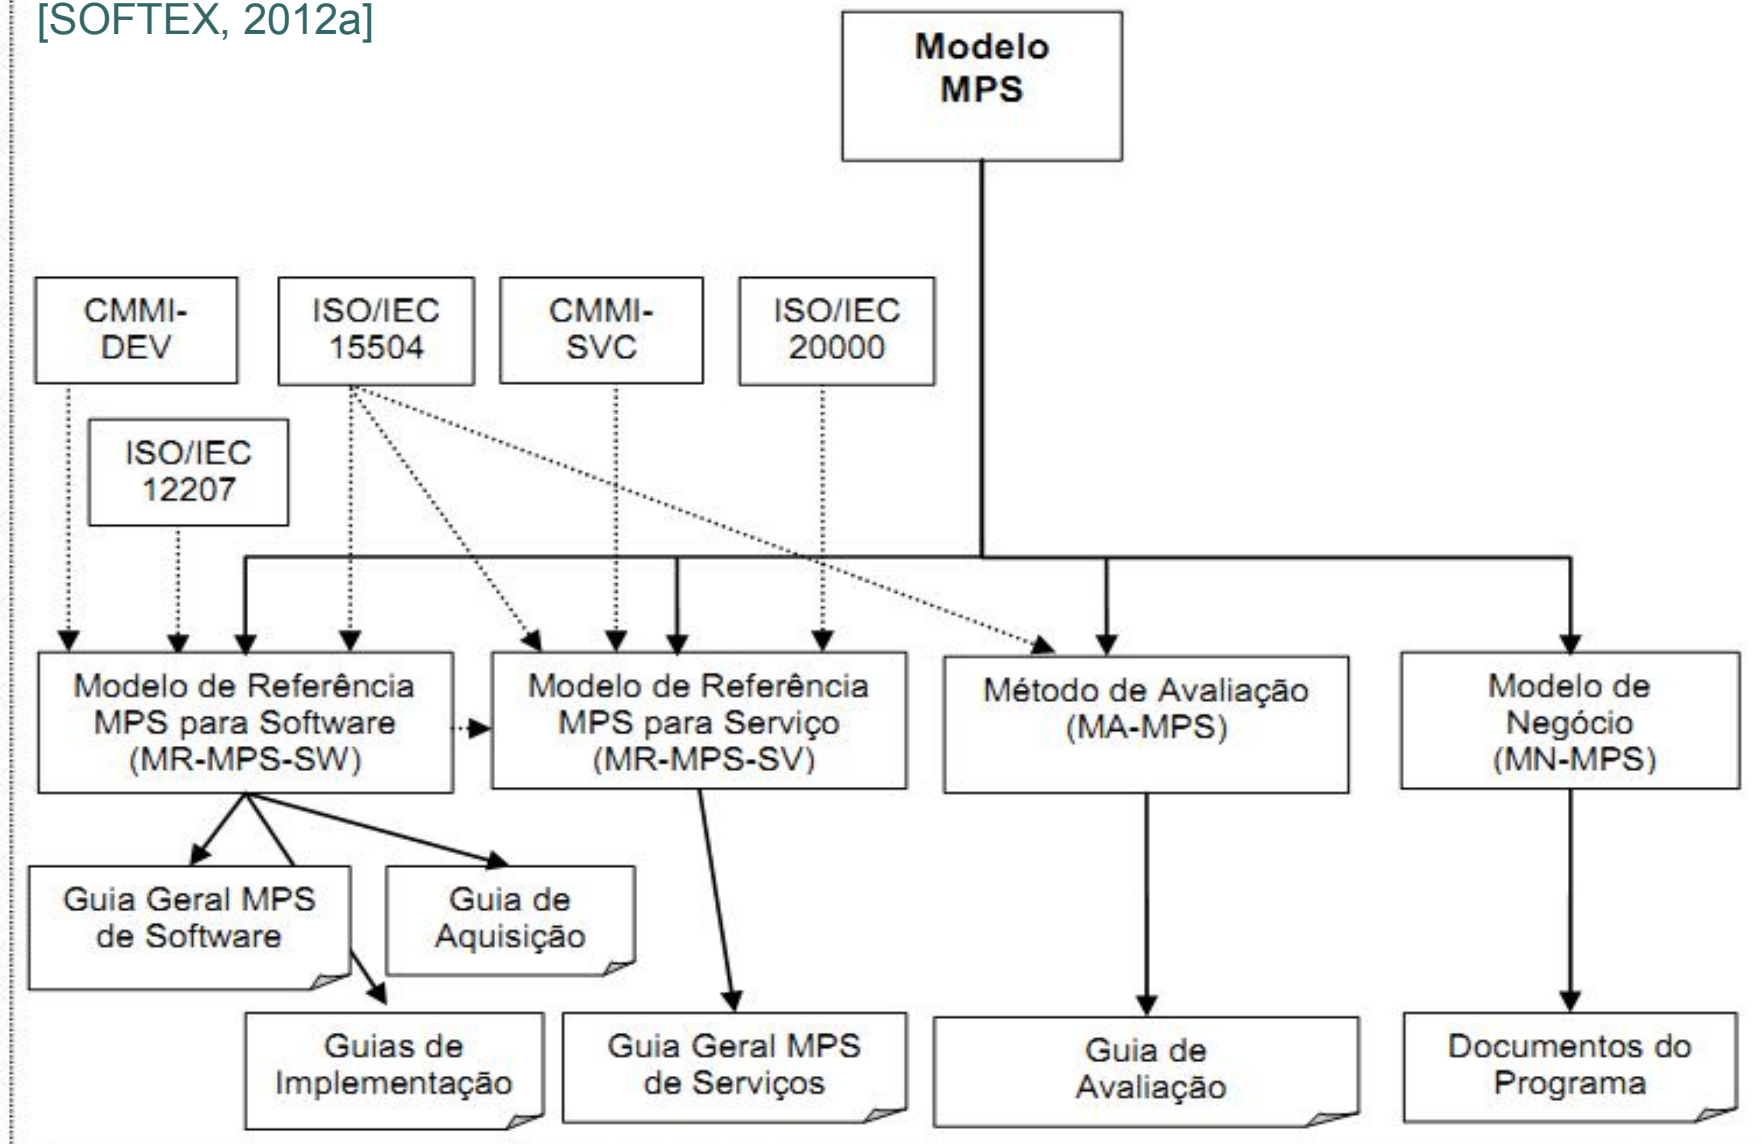 [SOFTEX, 2012a]
Modelo
MPS
CMMI-
DEV
ISO/IEC
15504
CMMI-
SVC
ISO/IEC
20000
ISO/IEC
12207
Modelo de Referência
MPS para Software
(MR-MPS-SW)
Modelo de Referência
MPS para Serviço
(MR-MPS-SV)
Método de Avaliação
(MA-MPS)
Modelo de
Negócio
(MN-MPS)
Guia Geral MPS
de Software
Guia de
Aquisição
Guias de
Implementação
Guia Geral MPS
de Serviços
Guia de
Avaliação
Documentos do
Programa